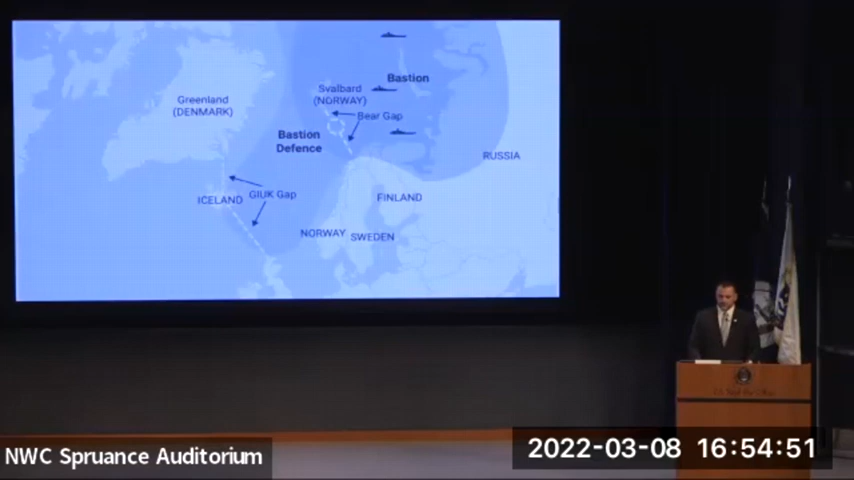 Bastion
Svalbard
(NORWAY)
Greenland
(DENMARK)
Bear Gap
Bastion
Defence
RUSSIA
ICELAND
GIUK Gap
FINLAND
NORWAY
SWEDEN
NWC Spruance Auditorium
2022-03-08 16:54:51